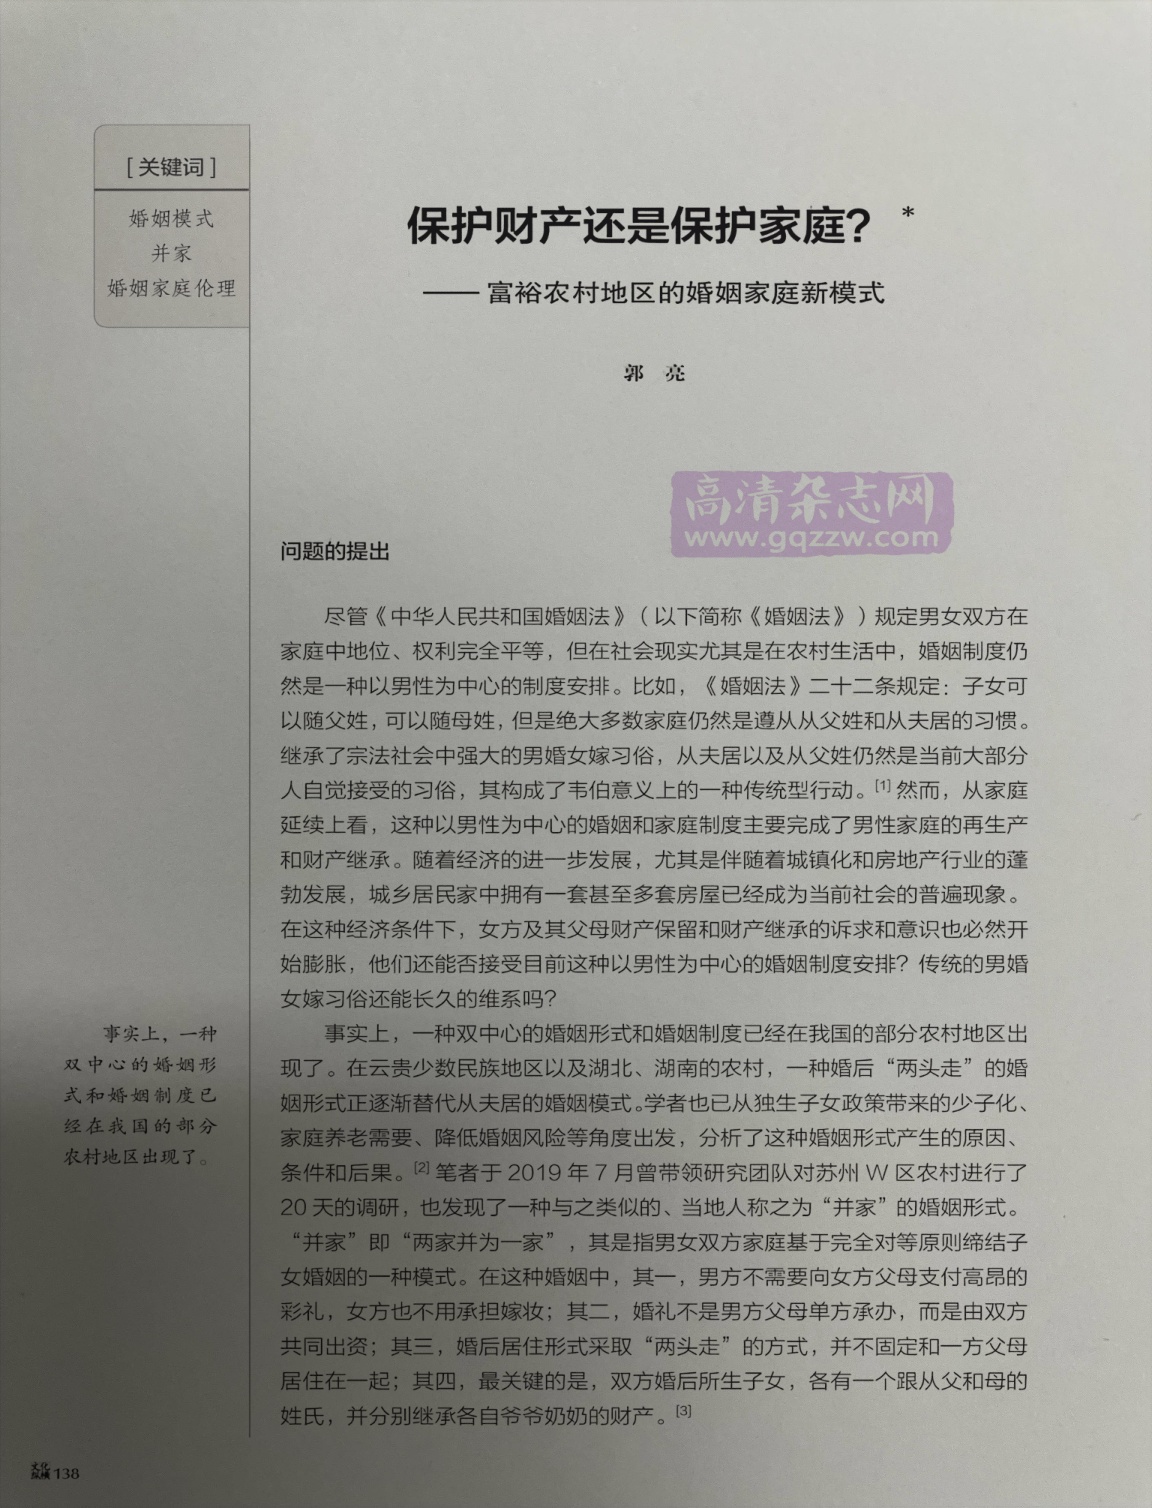 [关键词]
婚姻模式
并家
婚姻家庭伦理
保护财产还是保护家庭？*
——富裕农村地区的婚姻家庭新模式
郭 亮
高清杂志网
www.gqzzw.com
问题的提出
尽管《中华人民共和国婚姻法》（以下简称《婚姻法》）规定男女双方在
家庭中地位、权利完全平等，但在社会现实尤其是在农村生活中，婚姻制度仍
然是一种以男性为中心的制度安排。比如，《婚姻法》二十二条规定：子女可
以随父姓，可以随母姓，但是绝大多数家庭仍然是遵从从父姓和从夫居的习惯。
继承了宗法社会中强大的男婚女嫁习俗，从夫居以及从父姓仍然是当前大部分
人自觉接受的习俗，其构成了韦伯意义上的一种传统型行动。[1] 然而，从家庭
延续上看，这种以男性为中心的婚姻和家庭制度主要完成了男性家庭的再生产
和财产继承。随着经济的进一步发展，尤其是伴随着城镇化和房地产行业的蓬
勃发展，城乡居民家中拥有一套甚至多套房屋已经成为当前社会的普遍现象。
在这种经济条件下，女方及其父母财产保留和财产继承的诉求和意识也必然开
始膨胀，他们还能否接受目前这种以男性为中心的婚姻制度安排？传统的男婚
女嫁习俗还能长久的维系吗？
事实上，一种双中心的婚姻形式和婚姻制度已经在我国的部分农村地区出
现了。在云贵少数民族地区以及湖北、湖南的农村，一种婚后“两头走”的婚
姻形式正逐渐替代从夫居的婚姻模式。学者也已从独生子女政策带来的少子化、
家庭养老需要、降低婚姻风险等角度出发，分析了这种婚姻形式产生的原因、
条件和后果。[2] 笔者于 2019 年 7 月曾带领研究团队对苏州 W 区农村进行了
20 天的调研，也发现了一种与之类似的、当地人称之为“并家”的婚姻形式。
“并家”即“两家并为一家”，其是指男女双方家庭基于完全对等原则缔结子
女婚姻的一种模式。在这种婚姻中，其一，男方不需要向女方父母支付高昂的
彩礼，女方也不用承担嫁妆；其二，婚礼不是男方父母单方承办，而是由双方
共同出资；其三，婚后居住形式采取“两头走”的方式，并不固定和一方父母
居住在一起；其四，最关键的是，双方婚后所生子女，各有一个跟从父和母的
姓氏，并分别继承各自爷爷奶奶的财产。[3]
事实上，一种
双中心的婚姻形
式和婚姻制度已
经在我国的部分
农村地区出现了。
文化纵横 138